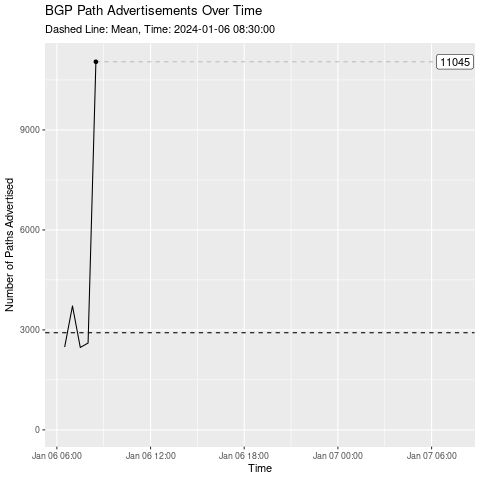 BGP Path Advertisements Over Time
Dashed Line: Mean, Time: 2024-01-06 08:30:00
11045
9000
6000
3000
0
Number of Paths Advertised
Jan 06 06:00 Jan 06 12:00 Jan 06 18:00 Jan 07 00:00 Jan 07 06:00
Time